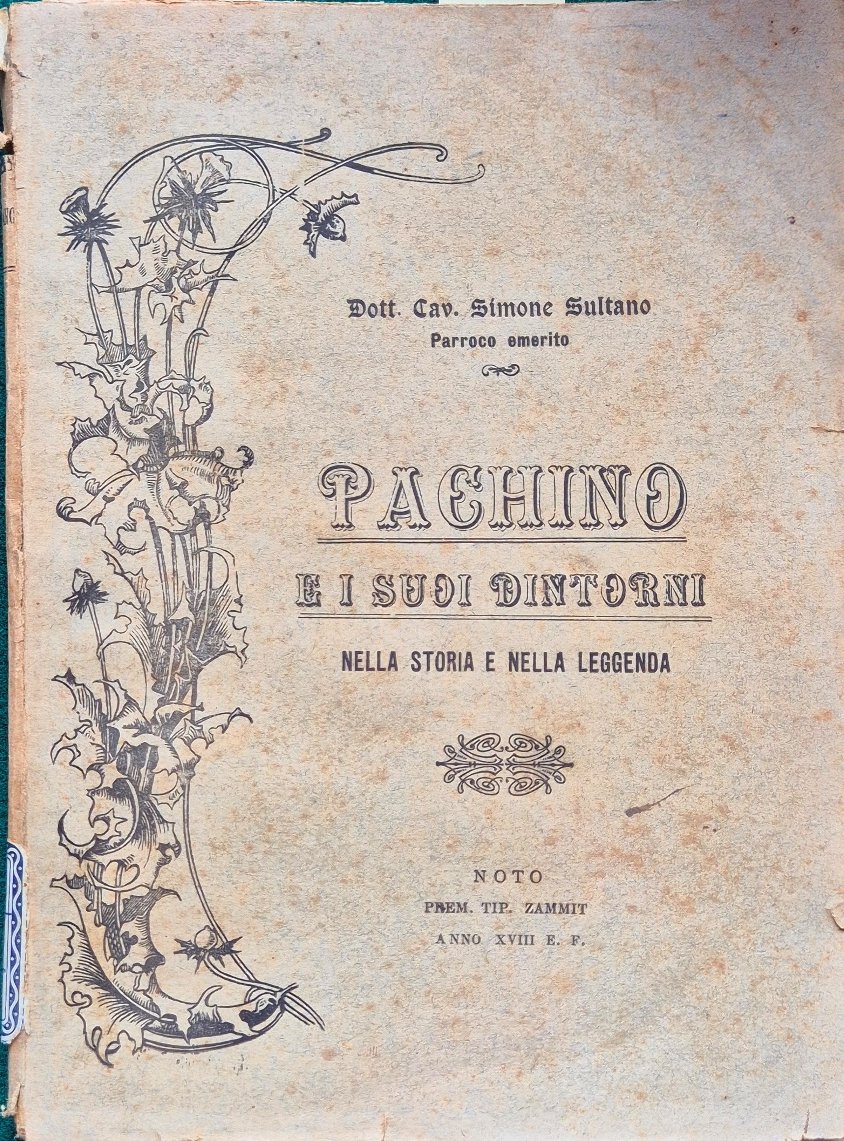 Dott. Cav. Simone Sultano
Parroco emerito
PACHINO
E I SUOI DINTORNI
NELLA STORIA E NELLA LEGGENDA
NOTO
PREM. TIP. ZAMMIT
ANNO XVIII E. F.